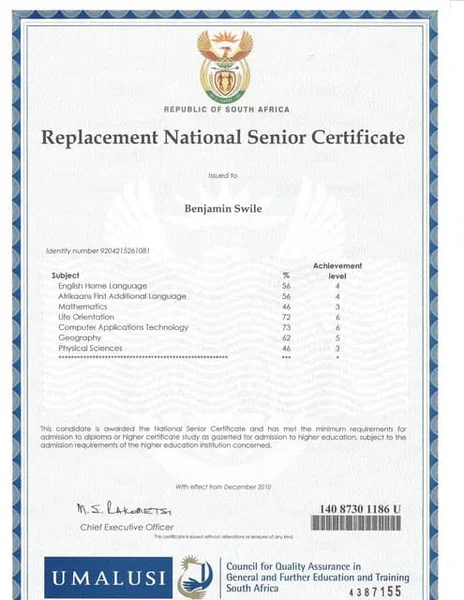 REPUBLIC OF SOUTH AFRICA
Replacement National Senior Certificate
Issued to
Benjamin Swile
Identity number 9204215261081
Achievement
Subject % level
English Home Language 56 4
Afrikaans First Additional Language 56 4
Mathematics 46 3
Life Orientation 72 6
Computer Applications Technology 73 6
Geography 62 5
Physical Sciences 46 3
This candidate is awarded the National Senior Certificate and has met the minimum requirements for
admission to diploma or higher certificate study as gazetted for admission to higher education, subject to the
admission requirements of the higher education institution concerned.
With effect from December 2010
M.S. RAKOMETSI
140 8730 1186 U
Chief Executive Officer
This certificate is issued without alterations or erasure of any kind
UMALUSI
Council for Quality Assurance in
General and Further Education and Training
South Africa
4387155